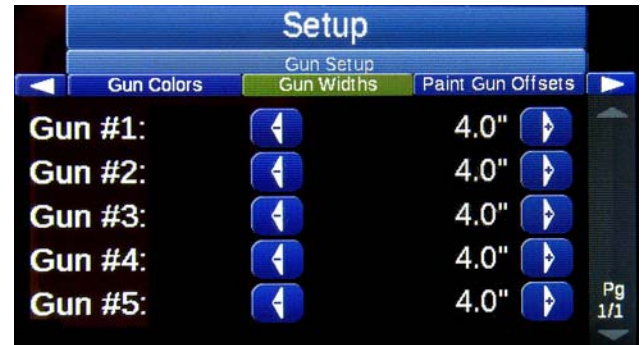 Setup
Gun Setup
Gun Colors Gun Widths Paint Gun Offsets
Gun #1: - 4.0" +
Gun #2: - 4.0" +
Gun #3: - 4.0" +
Gun #4: - 4.0" +
Gun #5: - 4.0" +
Pg
1/1